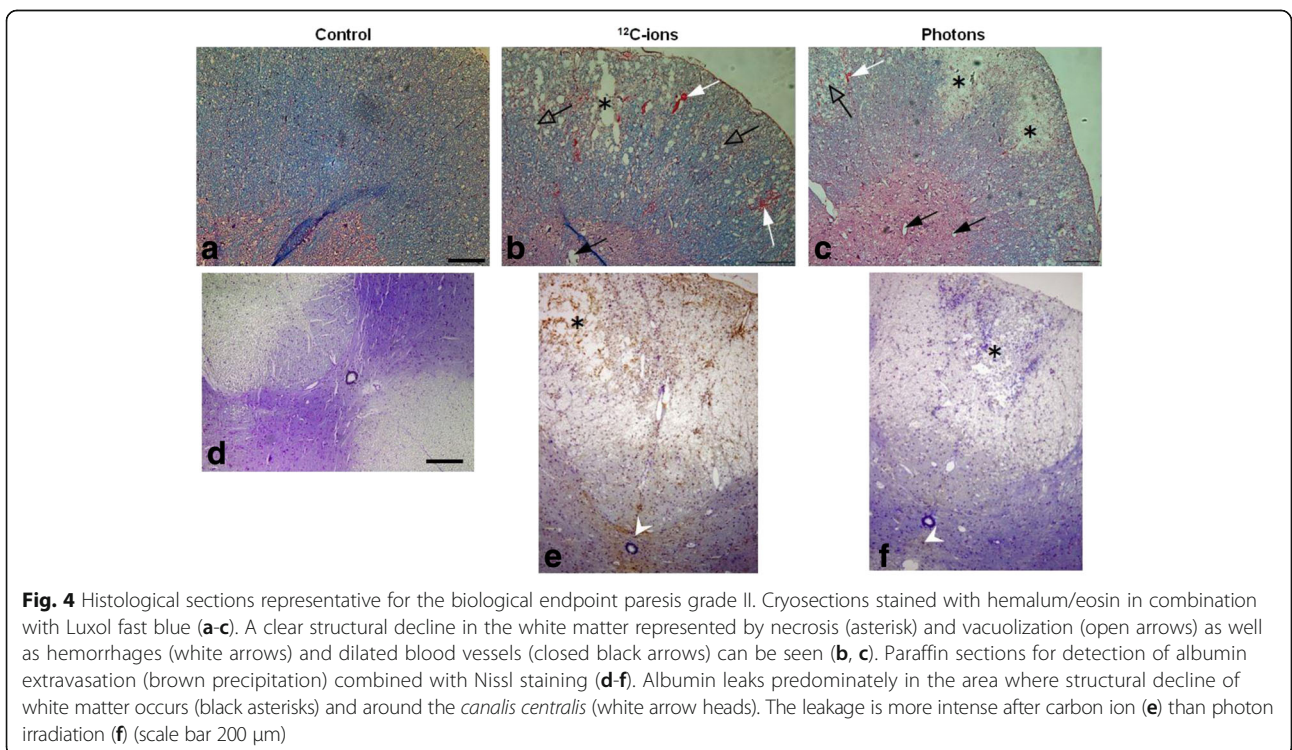 Control
¹²C-ions
Photons
a
b
c
d
e
f
Fig. 4 Histological sections representative for the biological endpoint paresis grade II. Cryosections stained with hemalum/eosin in combination
with Luxol fast blue (a-c). A clear structural decline in the white matter represented by necrosis (asterisk) and vacuolization (open arrows) as well
as hemorrhages (white arrows) and dilated blood vessels (closed black arrows) can be seen (b, c). Paraffin sections for detection of albumin
extravasation (brown precipitation) combined with Nissl staining (d-f). Albumin leaks predominately in the area where structural decline of
white matter occurs (black asterisks) and around the canalis centralis (white arrow heads). The leakage is more intense after carbon ion (e) than photon
irradiation (f) (scale bar 200 μm)